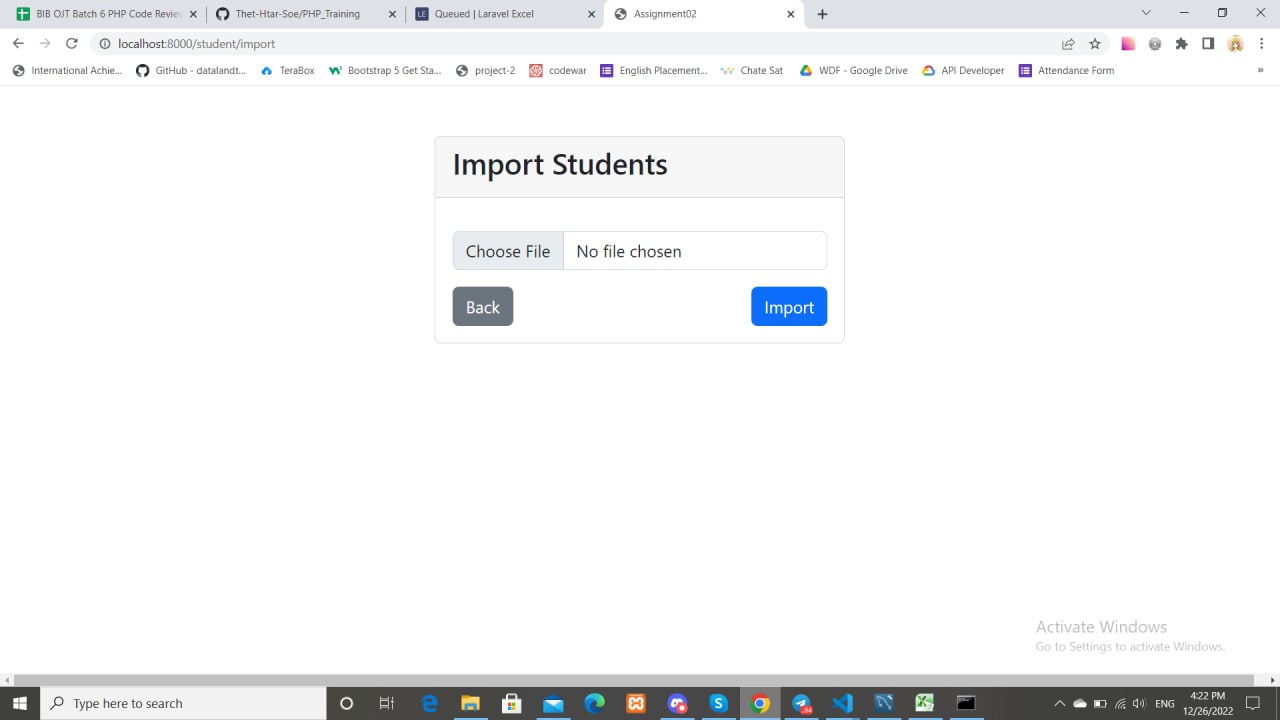 BIB OJT Batch 6 PHP Code Review
Thet-Htar-Soe/PHP_Training
LE Queued | Laravel Excel
Assignment02
localhost:8000/student/import
International Achie...
GitHub - datalandt...
TeraBox
Bootstrap 5 Get Sta...
project-2
codewar
English Placement...
Chate Sat
WDF - Google Drive
API Developer
Attendance Form
»
Import Students
Choose File No file chosen
Back
Import
Activate Windows
Go to Settings to activate Windows.
Type here to search
ENG
4:22 PM
12/26/2022